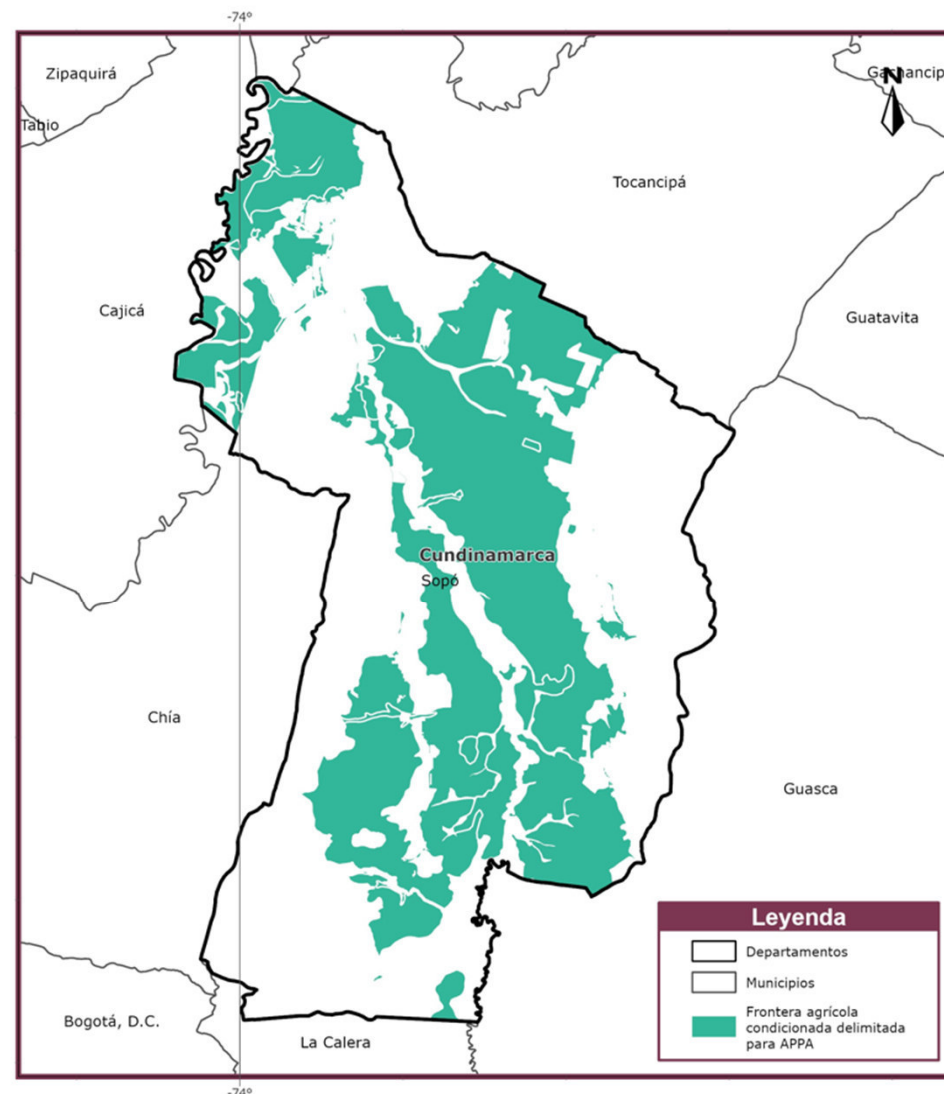 -74°
Zipaquirá
Gachancip
N
Tabio
Tocancipá
Cajicá
Guatavita
Cundinamarca
Sopó
Chía
Guasca
Leyenda
Departamentos
Municipios
Frontera agrícola
condicionada delimitada
para APPA
Bogotá, D.C.
La Calera
-74°